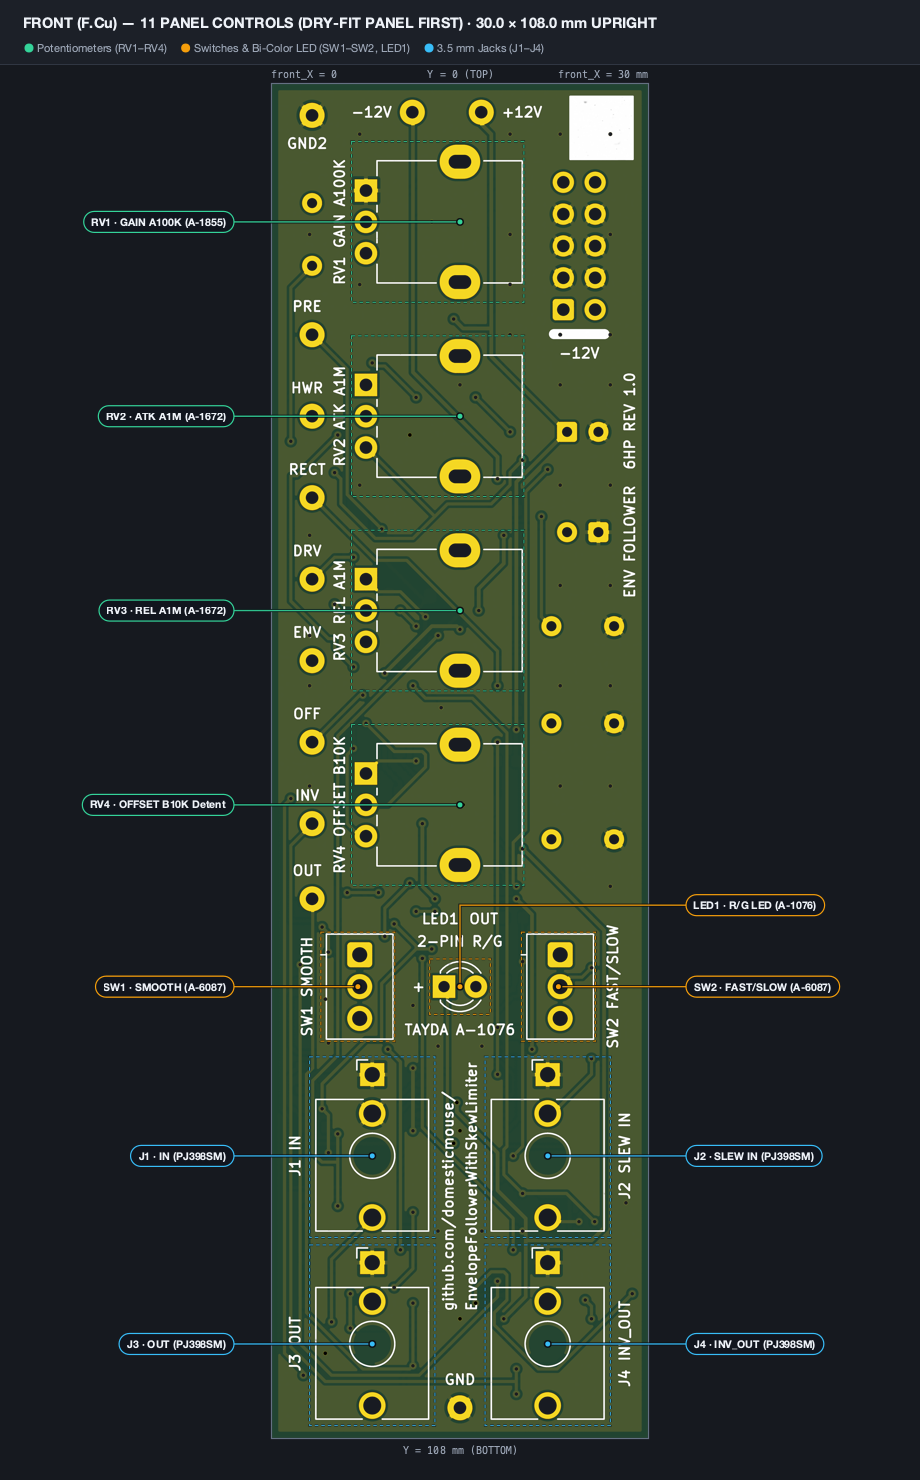 FRONT (F.Cu) — 11 PANEL CONTROLS (DRY-FIT PANEL FIRST) · 30.0 × 108.0 mm UPRIGHT
Potentiometers (RV1–RV4)
Switches & Bi-Color LED (SW1–SW2, LED1)
3.5 mm Jacks (J1–J4)
front_X = 0
Y = 0 (TOP)
front_X = 30 mm
-12V
+12V
GND2
RV1 GAIN A100K
RV1 · GAIN A100K (A-1855)
PRE
-12V
HWR
RV2 ATK A1M
RV2 · ATK A1M (A-1672)
ENV FOLLOWER 6HP REV 1.0
RECT
DRV
RV3 REL A1M
RV3 · REL A1M (A-1672)
ENV
OFF
RV4 OFFSET B10K
RV4 · OFFSET B10K Detent
INV
OUT
LED1 · R/G LED (A-1076)
LED1 OUT
2-PIN R/G
SW1 SMOOTH
SW1 · SMOOTH (A-6087)
+
SW2 FAST/SLOW
SW2 · FAST/SLOW (A-6087)
TAYDA A-1076
github.com/domesticmouse/
EnvelopeFollowerWithSkewLimiter
J1 IN
J1 · IN (PJ398SM)
J2 SLEW IN
J2 · SLEW IN (PJ398SM)
J3 OUT
J3 · OUT (PJ398SM)
J4 INV_OUT
J4 · INV_OUT (PJ398SM)
GND
Y = 108 mm (BOTTOM)